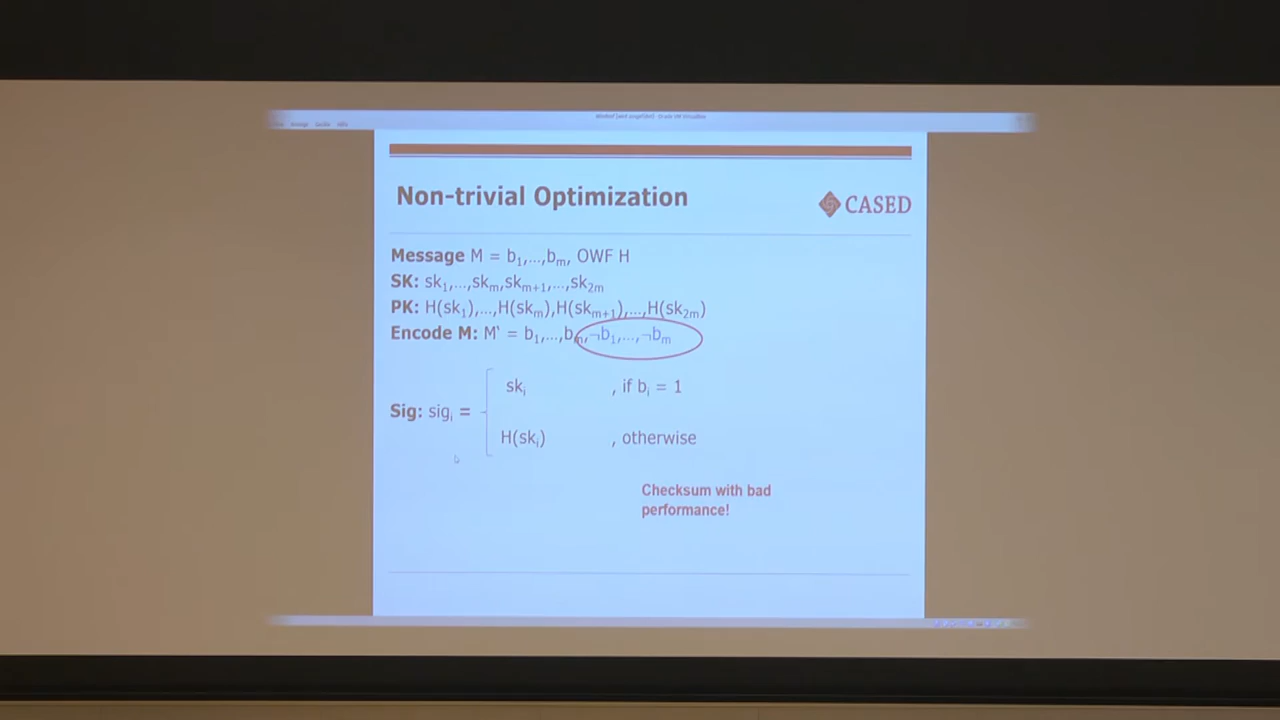 Non-trivial Optimization
CASED
Message M = b1,...,bm, OWF H
SK: sk1,...,skm,skm+1,...,sk2m
PK: H(sk1),...,H(skm),H(skm+1),...,H(sk2m)
Encode M: M' = b1,...,bm,¬b1,...,¬bm
ski , if bi = 1
Sig: sigi =
H(ski) , otherwise
Checksum with bad
performance!